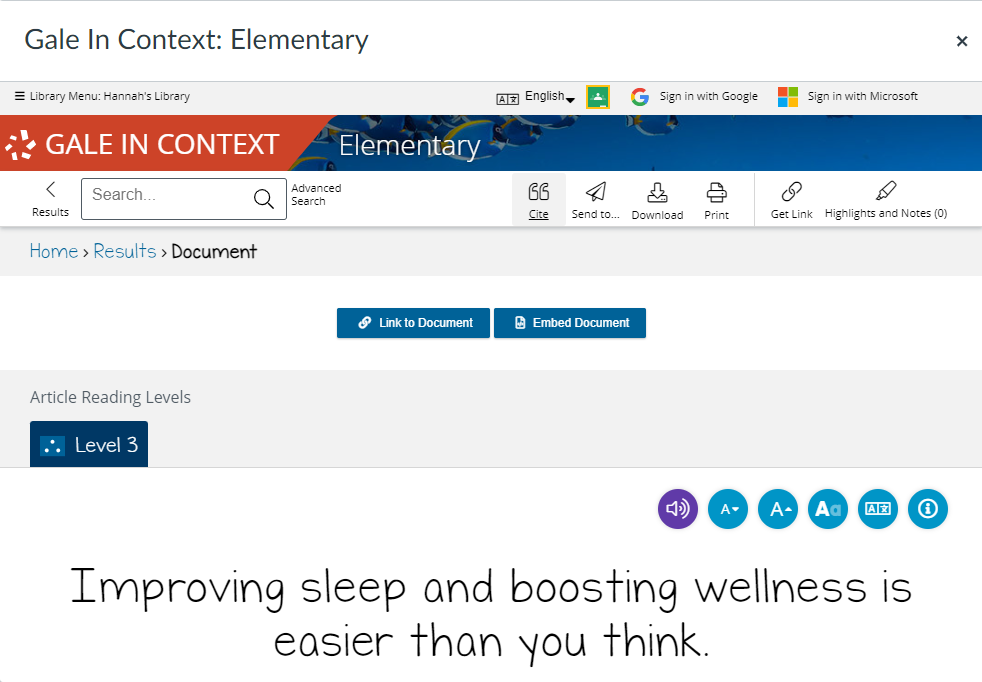 Gale In Context: Elementary
×
☰ Library Menu: Hannah's Library
English
Sign in with Google
Sign in with Microsoft
GALE IN CONTEXT
Elementary
Results
Search...
Advanced
Search
Cite
Send to...
Download
Print
Get Link
Highlights and Notes (0)
Home › Results › Document
Link to Document
Embed Document
Article Reading Levels
Level 3
A
A
Aa
Improving sleep and boosting wellness is
easier than you think.